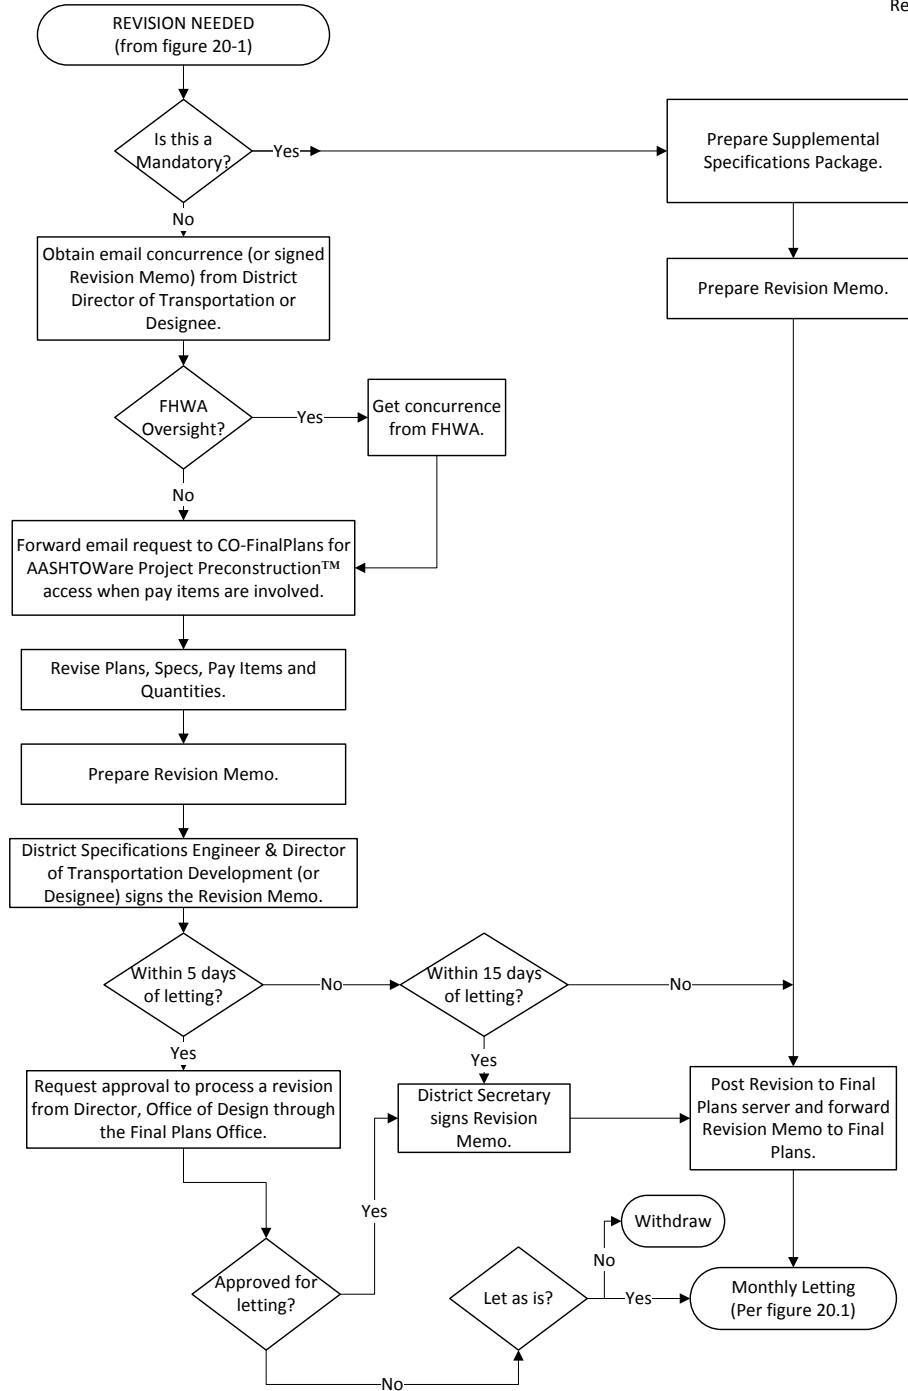 Re
REVISION NEEDED
(from figure 20-1)
Is this a
Mandatory?
Yes
Prepare Supplemental
Specifications Package.
No
Obtain email concurrence (or signed
Revision Memo) from District
Director of Transportation or
Designee.
Prepare Revision Memo.
FHWA
Oversight?
Yes
Get concurrence
from FHWA.
No
Forward email request to CO-FinalPlans for
AASHTOWare Project Preconstruction™
access when pay items are involved.
Revise Plans, Specs, Pay Items and
Quantities.
Prepare Revision Memo.
District Specifications Engineer & Director
of Transportation Development (or
Designee) signs the Revision Memo.
Within 5 days
of letting?
No
Within 15 days
of letting?
No
Yes
Yes
Request approval to process a revision
from Director, Office of Design through
the Final Plans Office.
District Secretary
signs Revision
Memo.
Post Revision to Final
Plans server and forward
Revision Memo to Final
Plans.
Yes
Withdraw
No
Approved for
letting?
Let as is?
Yes
Monthly Letting
(Per figure 20.1)
No